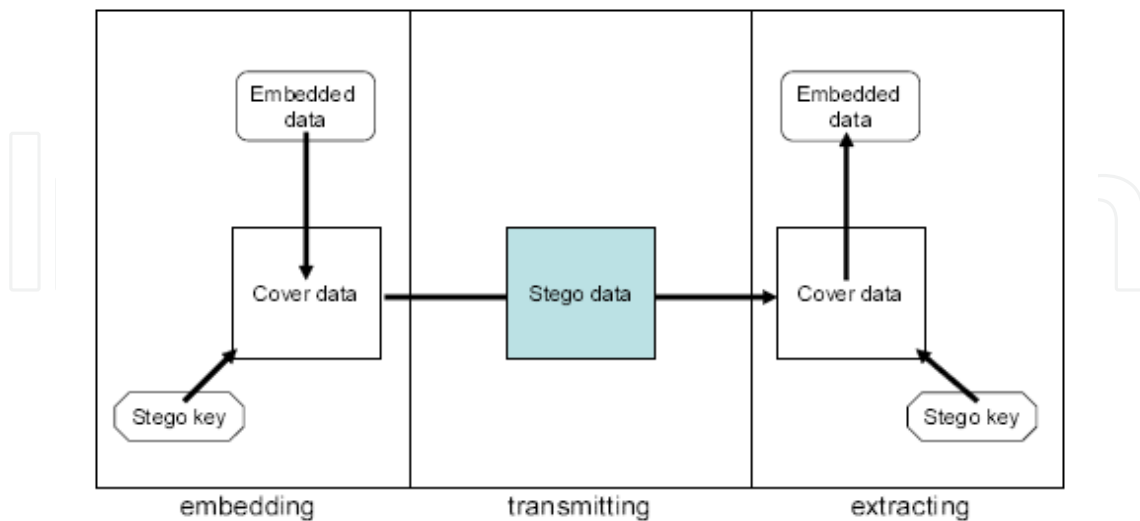 Embedded
data
Embedded
data
Cover data
Stego data
Cover data
Stego key
Stego key
embedding
transmitting
extracting